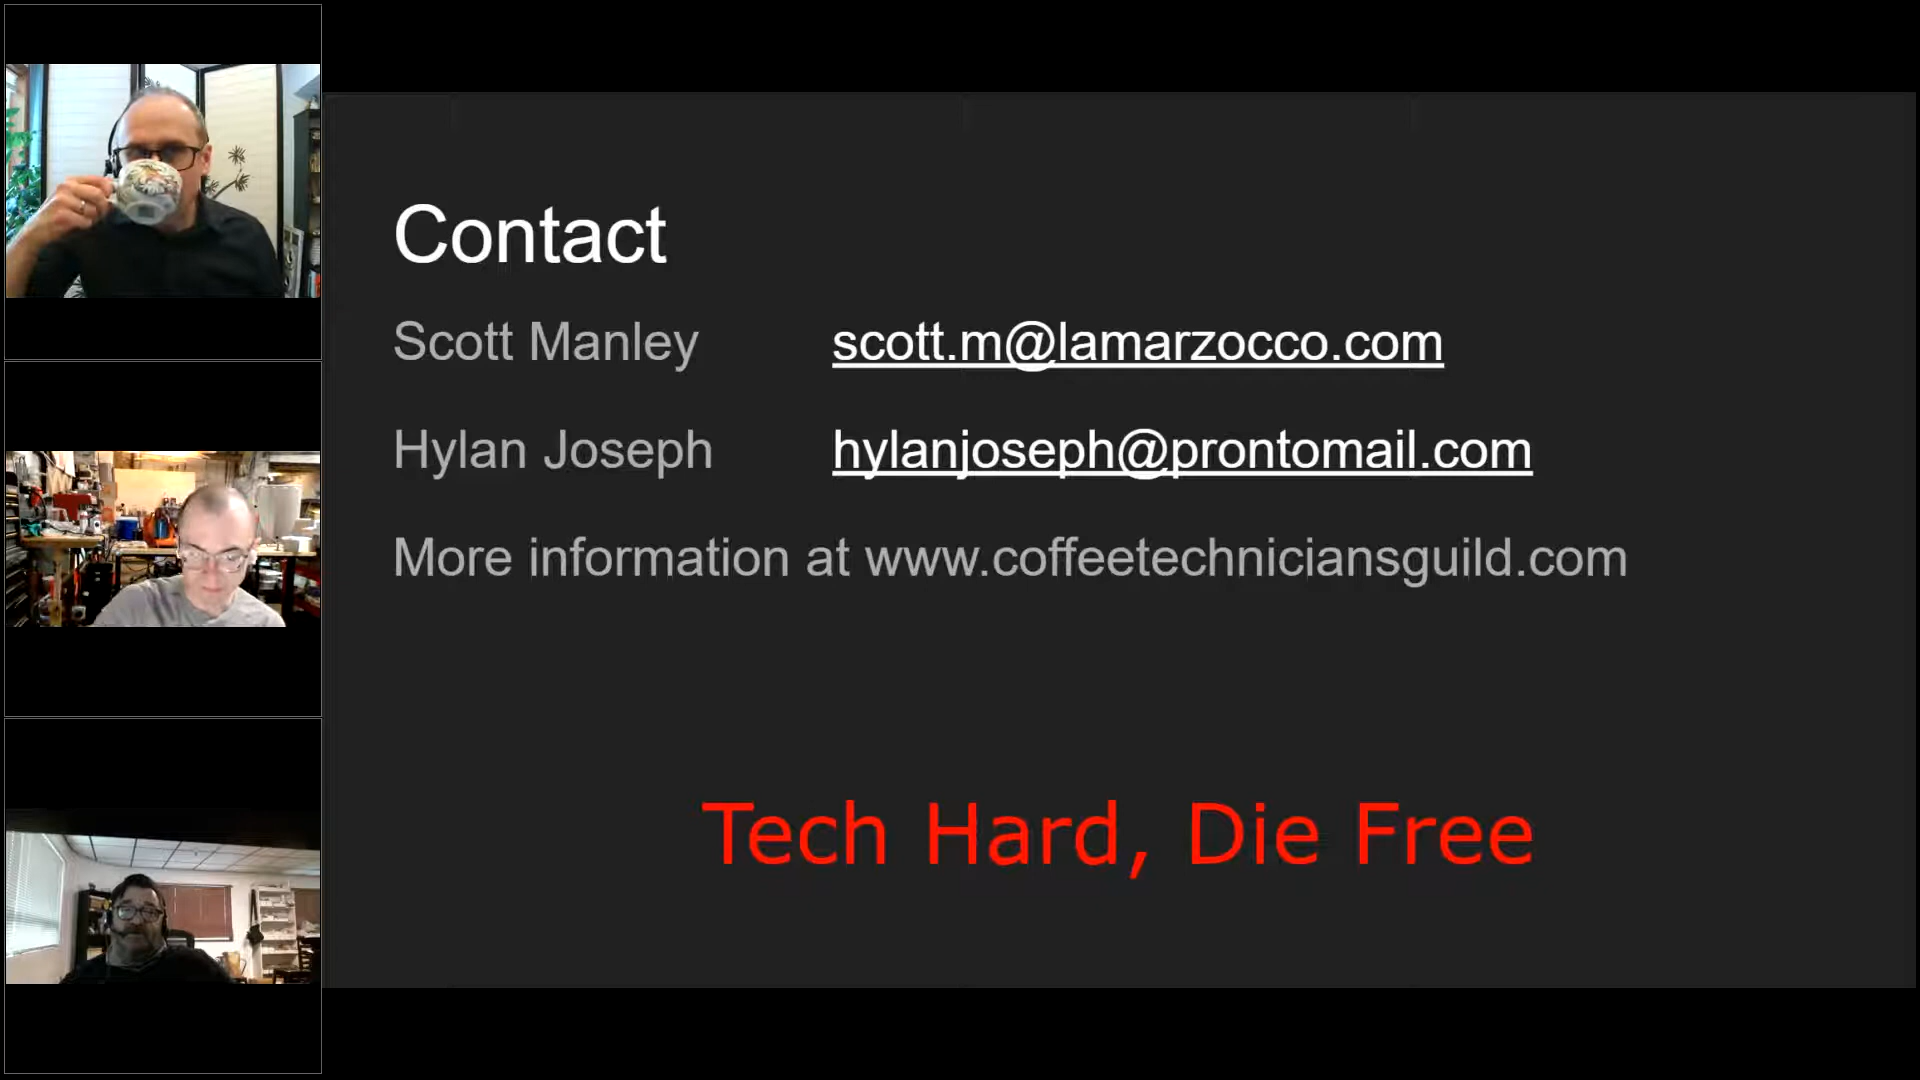 Contact
Scott Manley scott.m@lamarzocco.com
Hylan Joseph hylanjoseph@prontomail.com
More information at www.coffeetechniciansguild.com
Tech Hard, Die Free